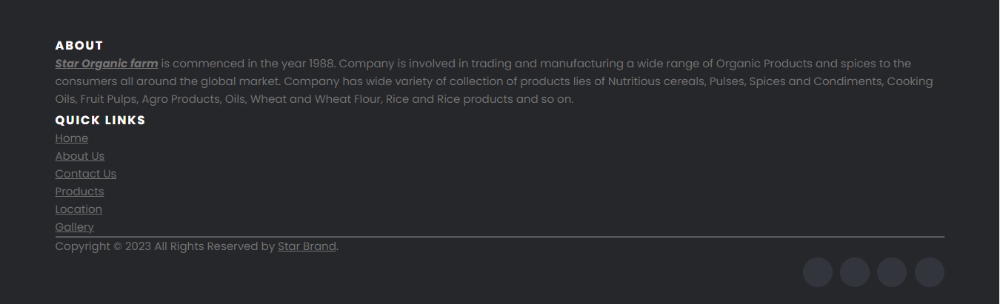 ABOUT
Star Organic farm is commenced in the year 1988. Company is involved in trading and manufacturing a wide range of Organic Products and spices to the
consumers all around the global market. Company has wide variety of collection of products lies of Nutritious cereals, Pulses, Spices and Condiments, Cooking
Oils, Fruit Pulps, Agro Products, Oils, Wheat and Wheat Flour, Rice and Rice products and so on.
QUICK LINKS
Home
About Us
Contact Us
Products
Location
Gallery
Copyright © 2023 All Rights Reserved by Star Brand.